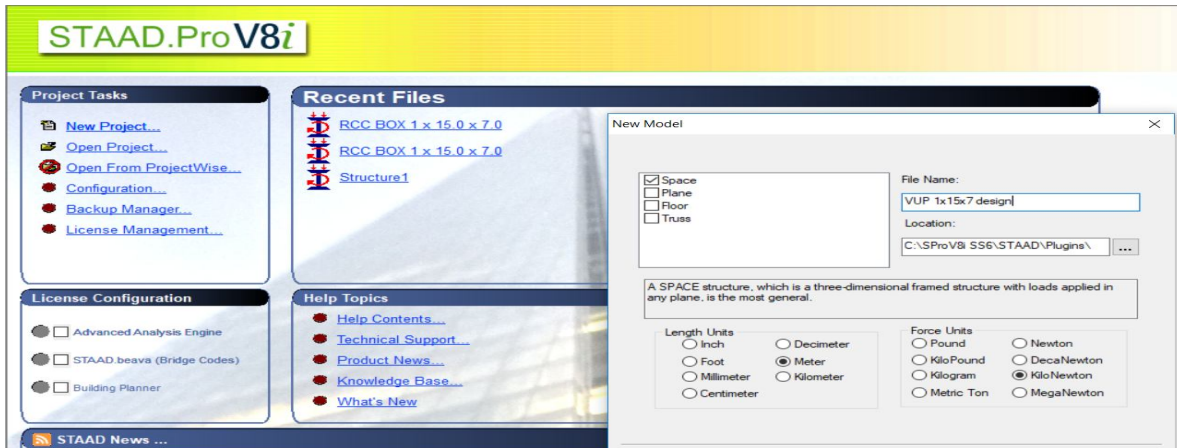 STAAD.ProV8i
Project Tasks
New Project...
Open Project...
Open From ProjectWise...
Configuration...
Backup Manager...
License Management...
Recent Files
RCC BOX 1 x 15.0 x 7.0
RCC BOX 1 x 15.0 x 7.0
Structure1
License Configuration
Advanced Analysis Engine
STAAD.beava (Bridge Codes)
Building Planner
Help Topics
Help Contents...
Technical Support...
Product News...
Knowledge Base...
What's New
STAAD News ...
New Model
Space
Plane
Floor
Truss
File Name:
VUP 1x15x7 design
Location:
C:\SProV8i SS6\STAAD\Plugins\
...
A SPACE structure, which is a three-dimensional framed structure with loads applied in
any plane, is the most general.
Length Units
Inch
Foot
Millimeter
Centimeter
Decimeter
Meter
Kilometer
Force Units
Pound
KiloPound
Kilogram
Metric Ton
Newton
DecaNewton
KiloNewton
MegaNewton